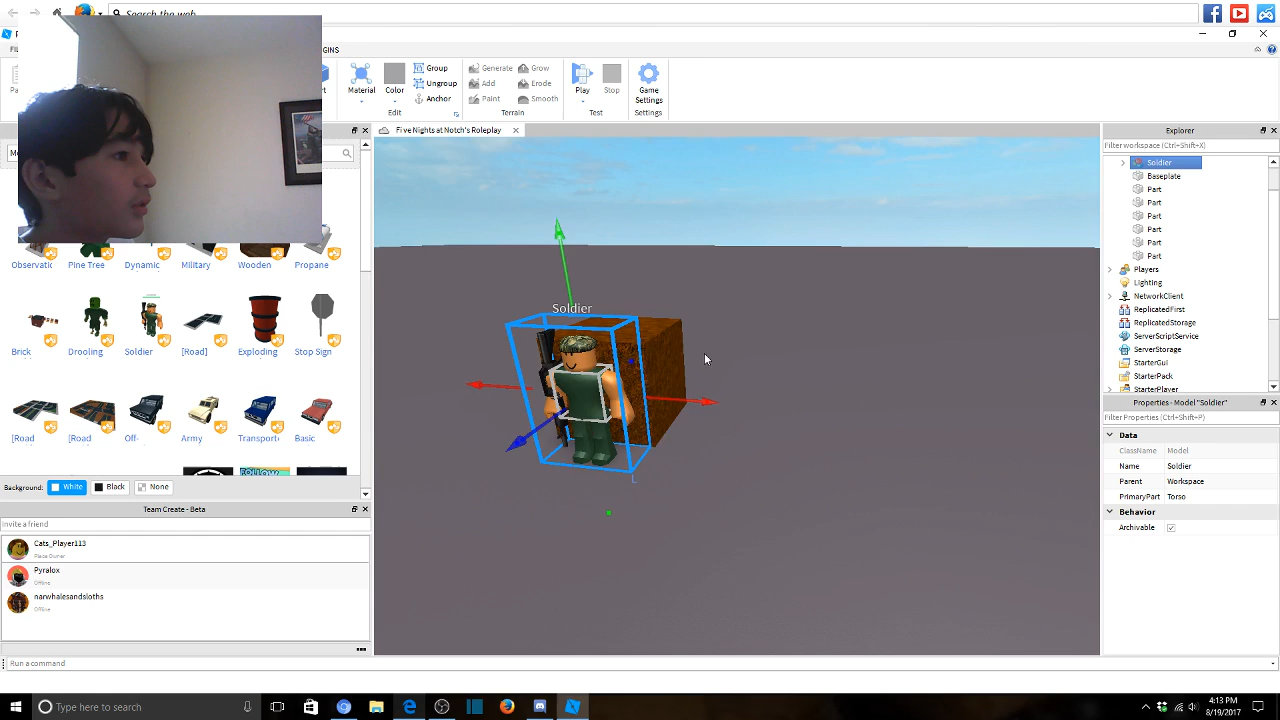 Search the web
FI
GINS
Pa
rt
Material
Color
Group
Ungroup
Anchor
Edit
Generate
Grow
Add
Erode
Paint
Smooth
Terrain
Play
Stop
Test
Game
Settings
Settings
Five Nights at Notch's Roleplay
Mo
Observatic
Pine Tree
Dynamic
Military
Wooden
Propane
Brick
Drooling
Soldier
[Road]
Exploding
Stop Sign
[Road
[Road
Off-
Army
Transport
Basic
FOLLOW
Background:
White
Black
None
Team Create - Beta
Invite a friend
Cats_Player113
Place Owner
Pyralox
Offline
narwhalesandsloths
Offline
Run a command
Soldier
L
Explorer
Filter workspace (Ctrl+Shift+X)
Soldier
Baseplate
Part
Part
Part
Part
Part
Part
Players
Lighting
NetworkClient
ReplicatedFirst
ReplicatedStorage
ServerScriptService
ServerStorage
StarterGui
StarterPack
StarterPlayer
Properties - Model "Soldier"
Filter Properties (Ctrl+Shift+P)
Data
ClassName Model
Name Soldier
Parent Workspace
PrimaryPart Torso
Behavior
Archivable
Type here to search
4:13 PM
8/19/2017